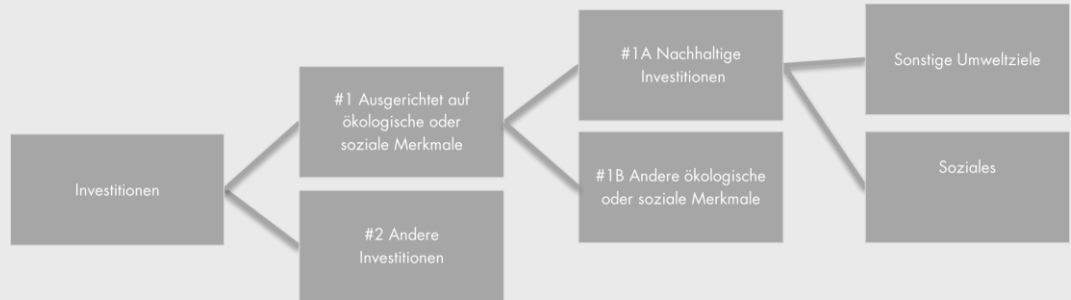 Investitionen
#1 Ausgerichtet auf
ökologische oder
soziale Merkmale
#2 Andere
Investitionen
#1A Nachhaltige
Investitionen
#1B Andere ökologische
oder soziale Merkmale
Sonstige Umweltziele
Soziales